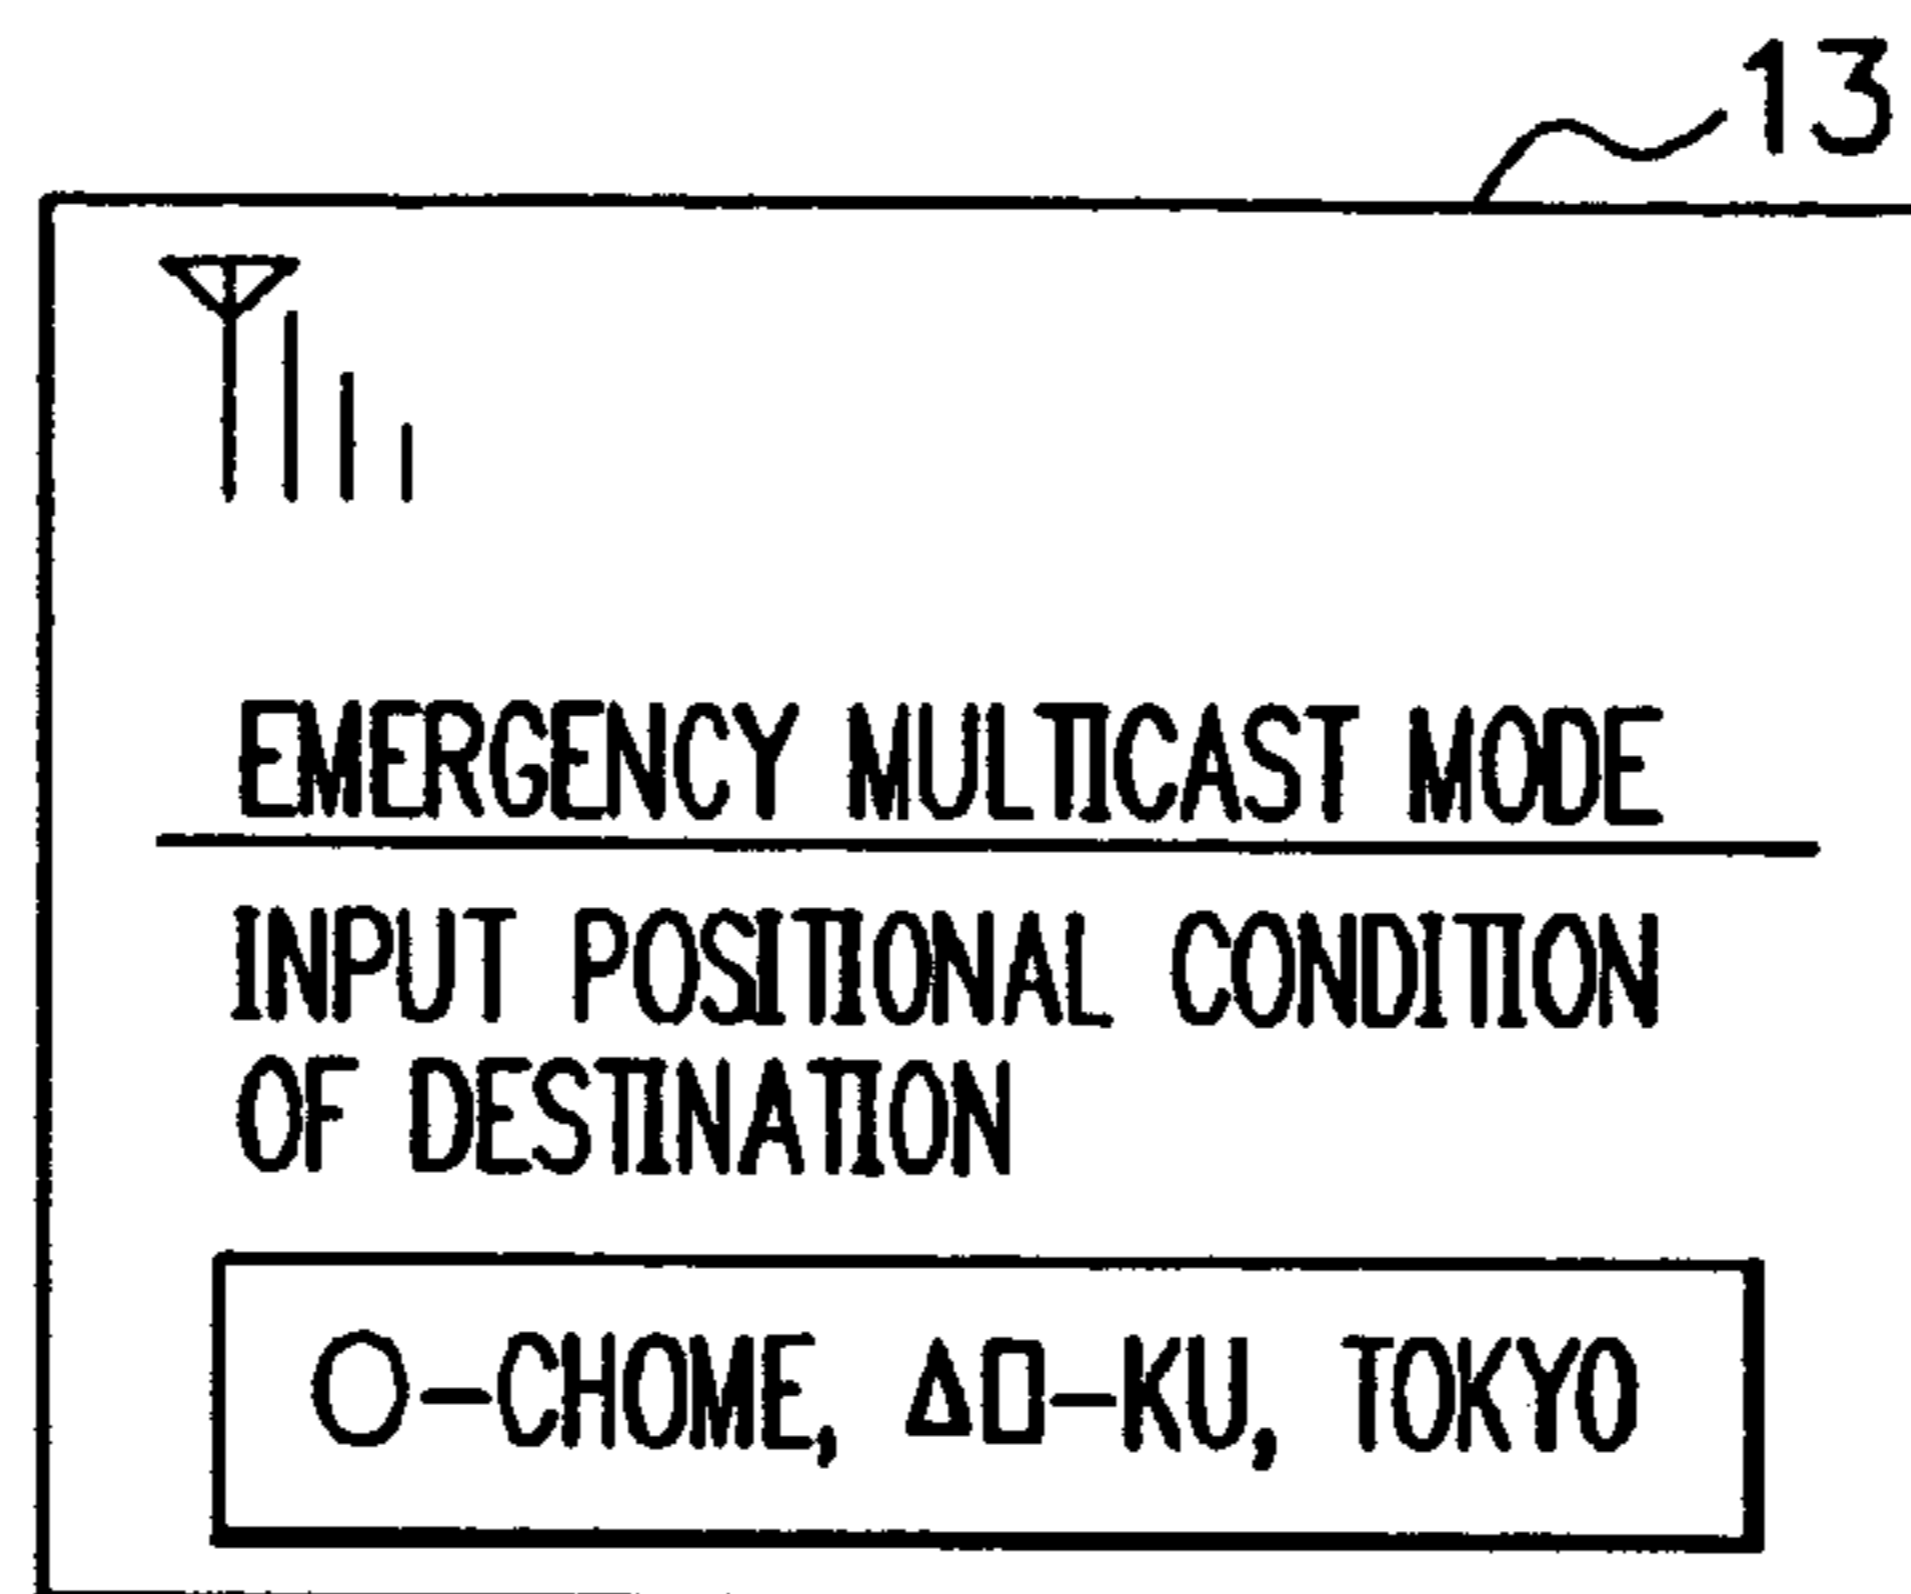 13
EMERGENCY MULTICAST MODE
INPUT POSITIONAL CONDITION
OF DESTINATION
○-CHOME, △□-KU, TOKYO